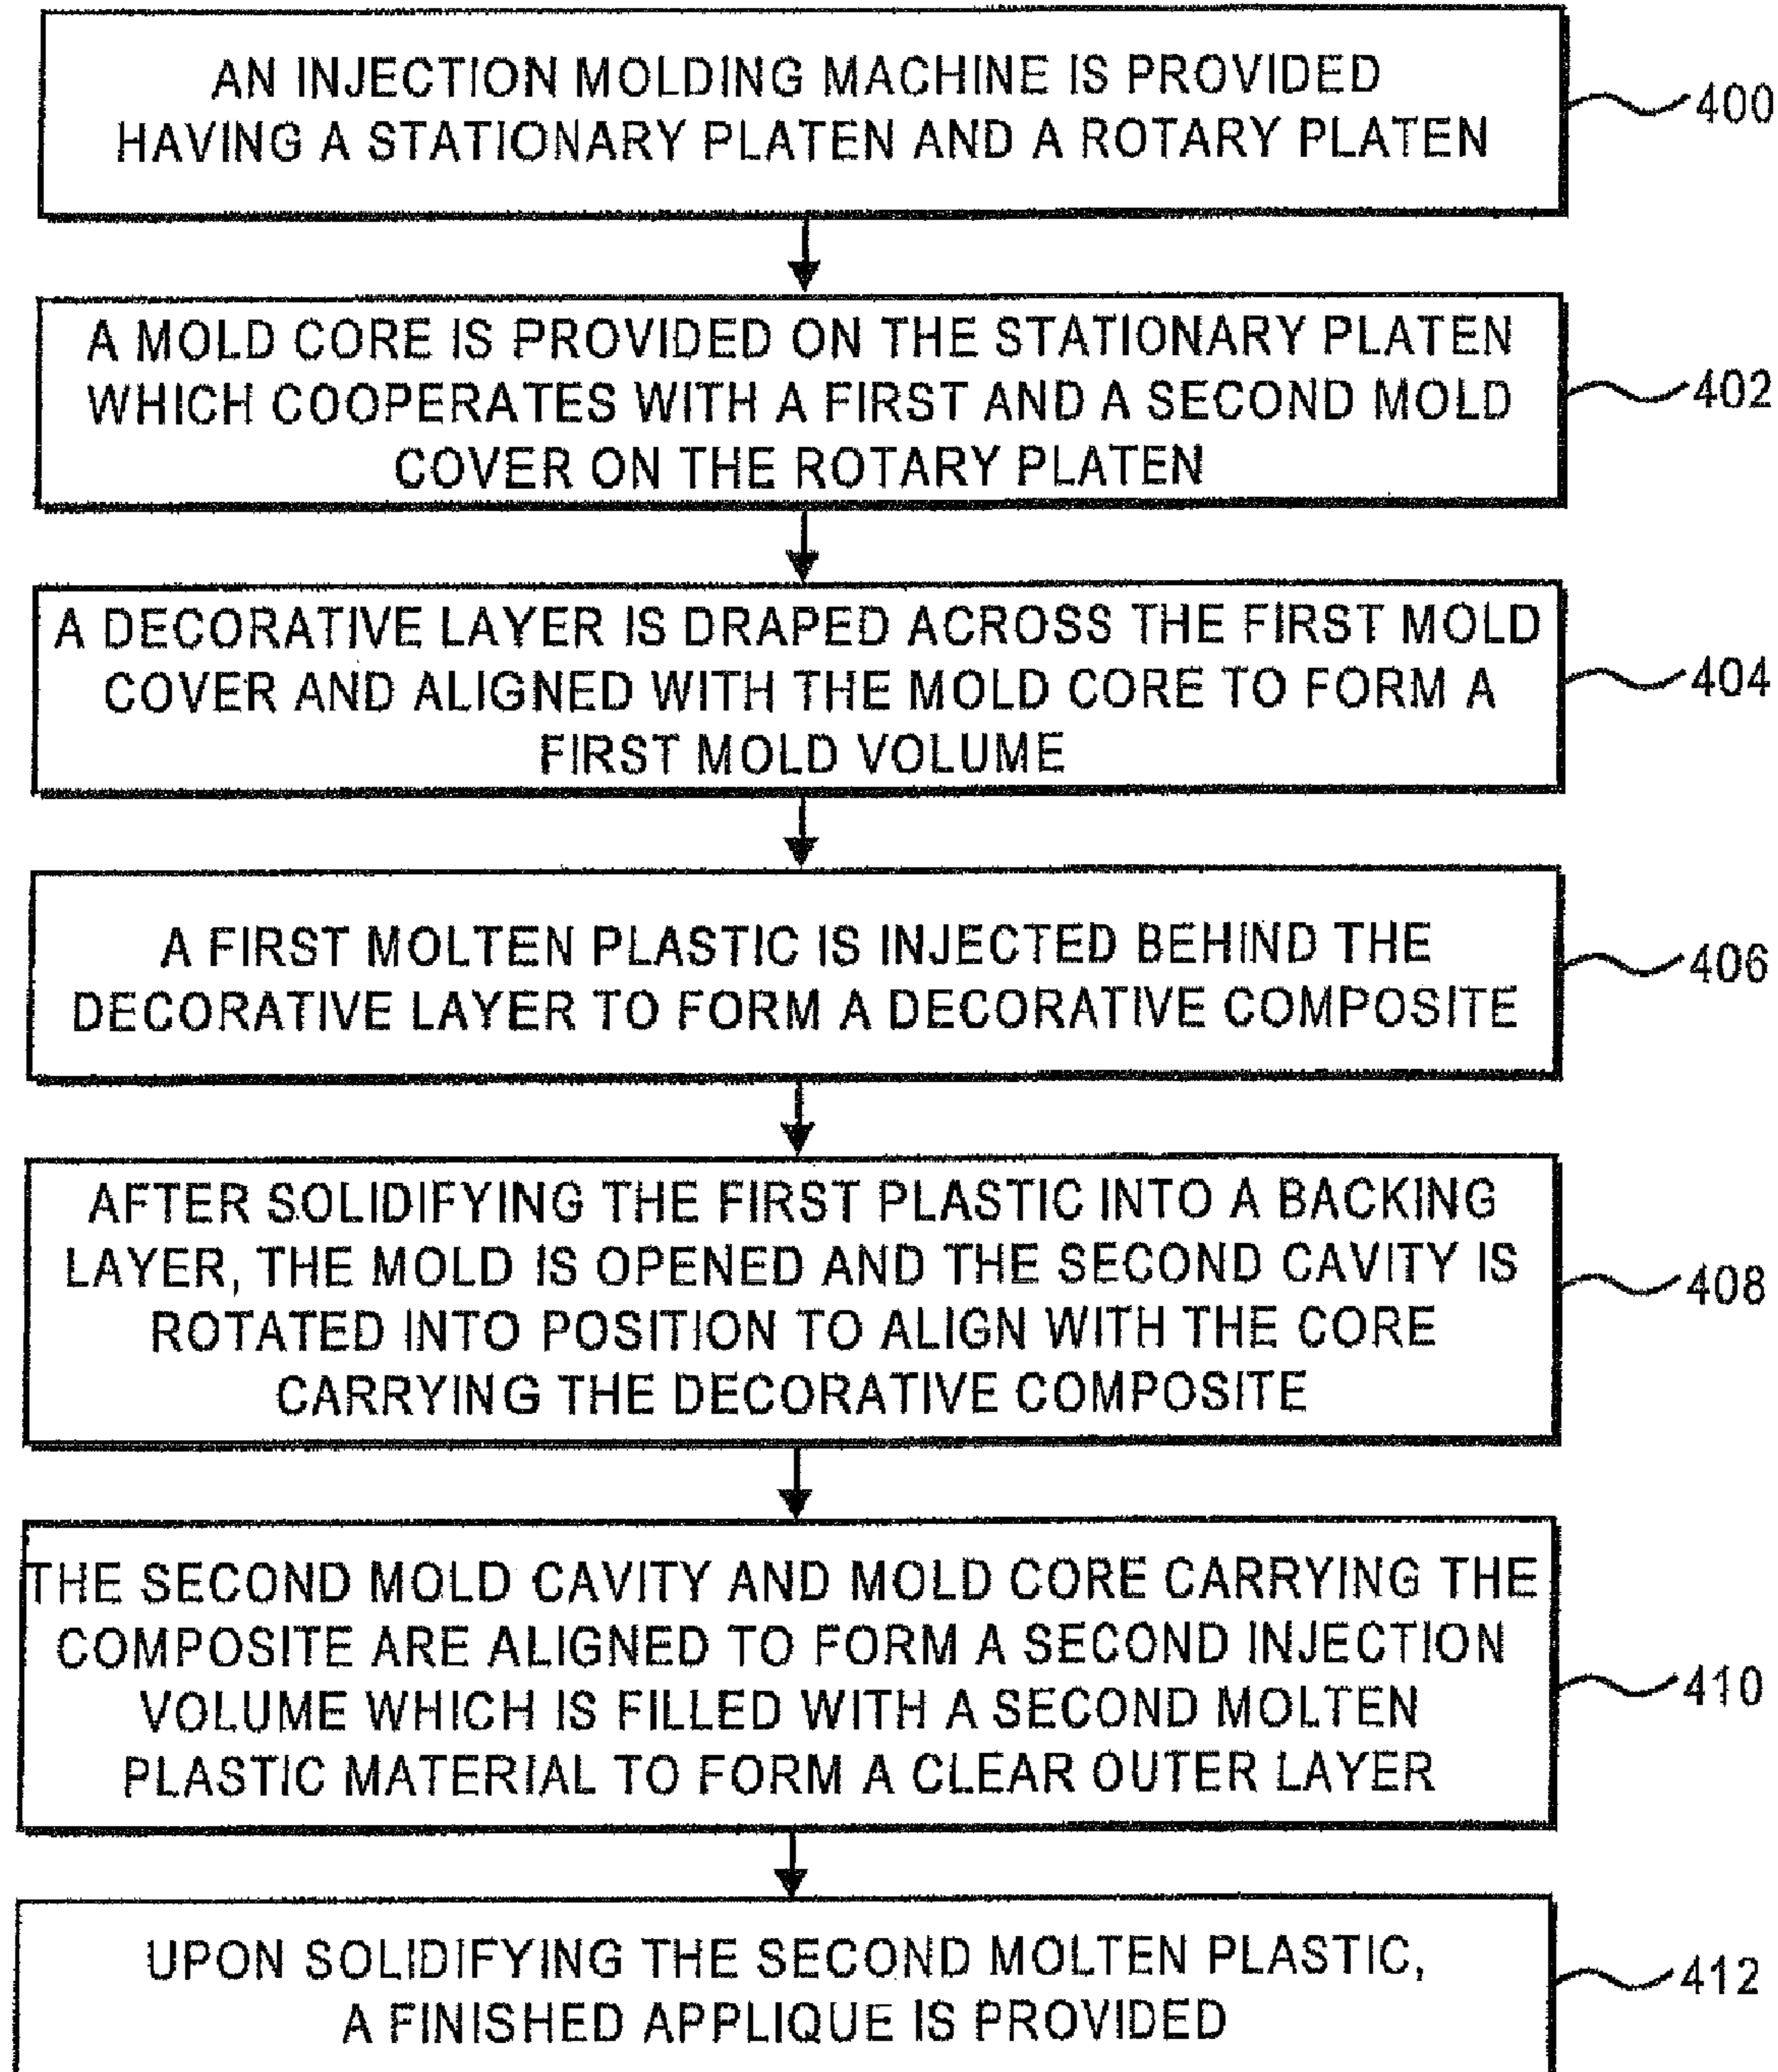 AN INJECTION MOLDING MACHINE IS PROVIDED
HAVING A STATIONARY PLATEN AND A ROTARY PLATEN
400
A MOLD CORE IS PROVIDED ON THE STATIONARY PLATEN
WHICH COOPERATES WITH A FIRST AND A SECOND MOLD
COVER ON THE ROTARY PLATEN
402
A DECORATIVE LAYER IS DRAPED ACROSS THE FIRST MOLD
COVER AND ALIGNED WITH THE MOLD CORE TO FORM A
FIRST MOLD VOLUME
404
A FIRST MOLTEN PLASTIC IS INJECTED BEHIND THE
DECORATIVE LAYER TO FORM A DECORATIVE COMPOSITE
406
AFTER SOLIDIFYING THE FIRST PLASTIC INTO A BACKING
LAYER, THE MOLD IS OPENED AND THE SECOND CAVITY IS
ROTATED INTO POSITION TO ALIGN WITH THE CORE
CARRYING THE DECORATIVE COMPOSITE
408
THE SECOND MOLD CAVITY AND MOLD CORE CARRYING THE
COMPOSITE ARE ALIGNED TO FORM A SECOND INJECTION
VOLUME WHICH IS FILLED WITH A SECOND MOLTEN
PLASTIC MATERIAL TO FORM A CLEAR OUTER LAYER
410
UPON SOLIDIFYING THE SECOND MOLTEN PLASTIC,
A FINISHED APPLIQUE IS PROVIDED
412